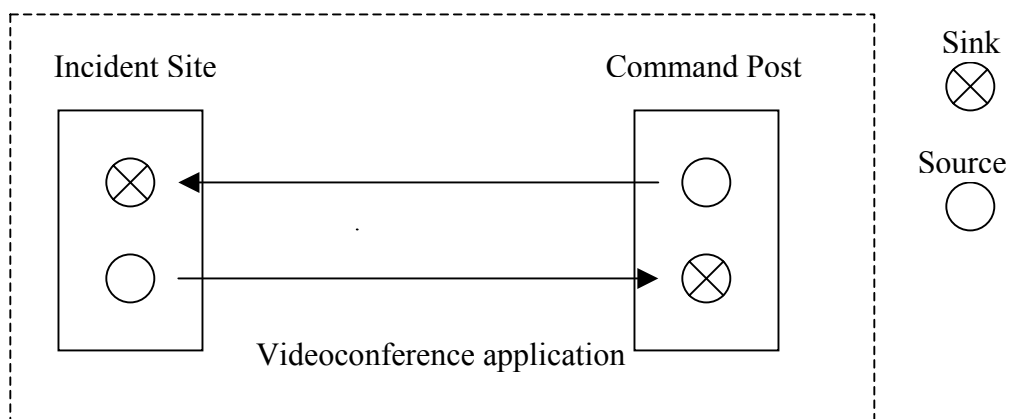 Sink
Incident Site
Command Post
Source
Videoconference application